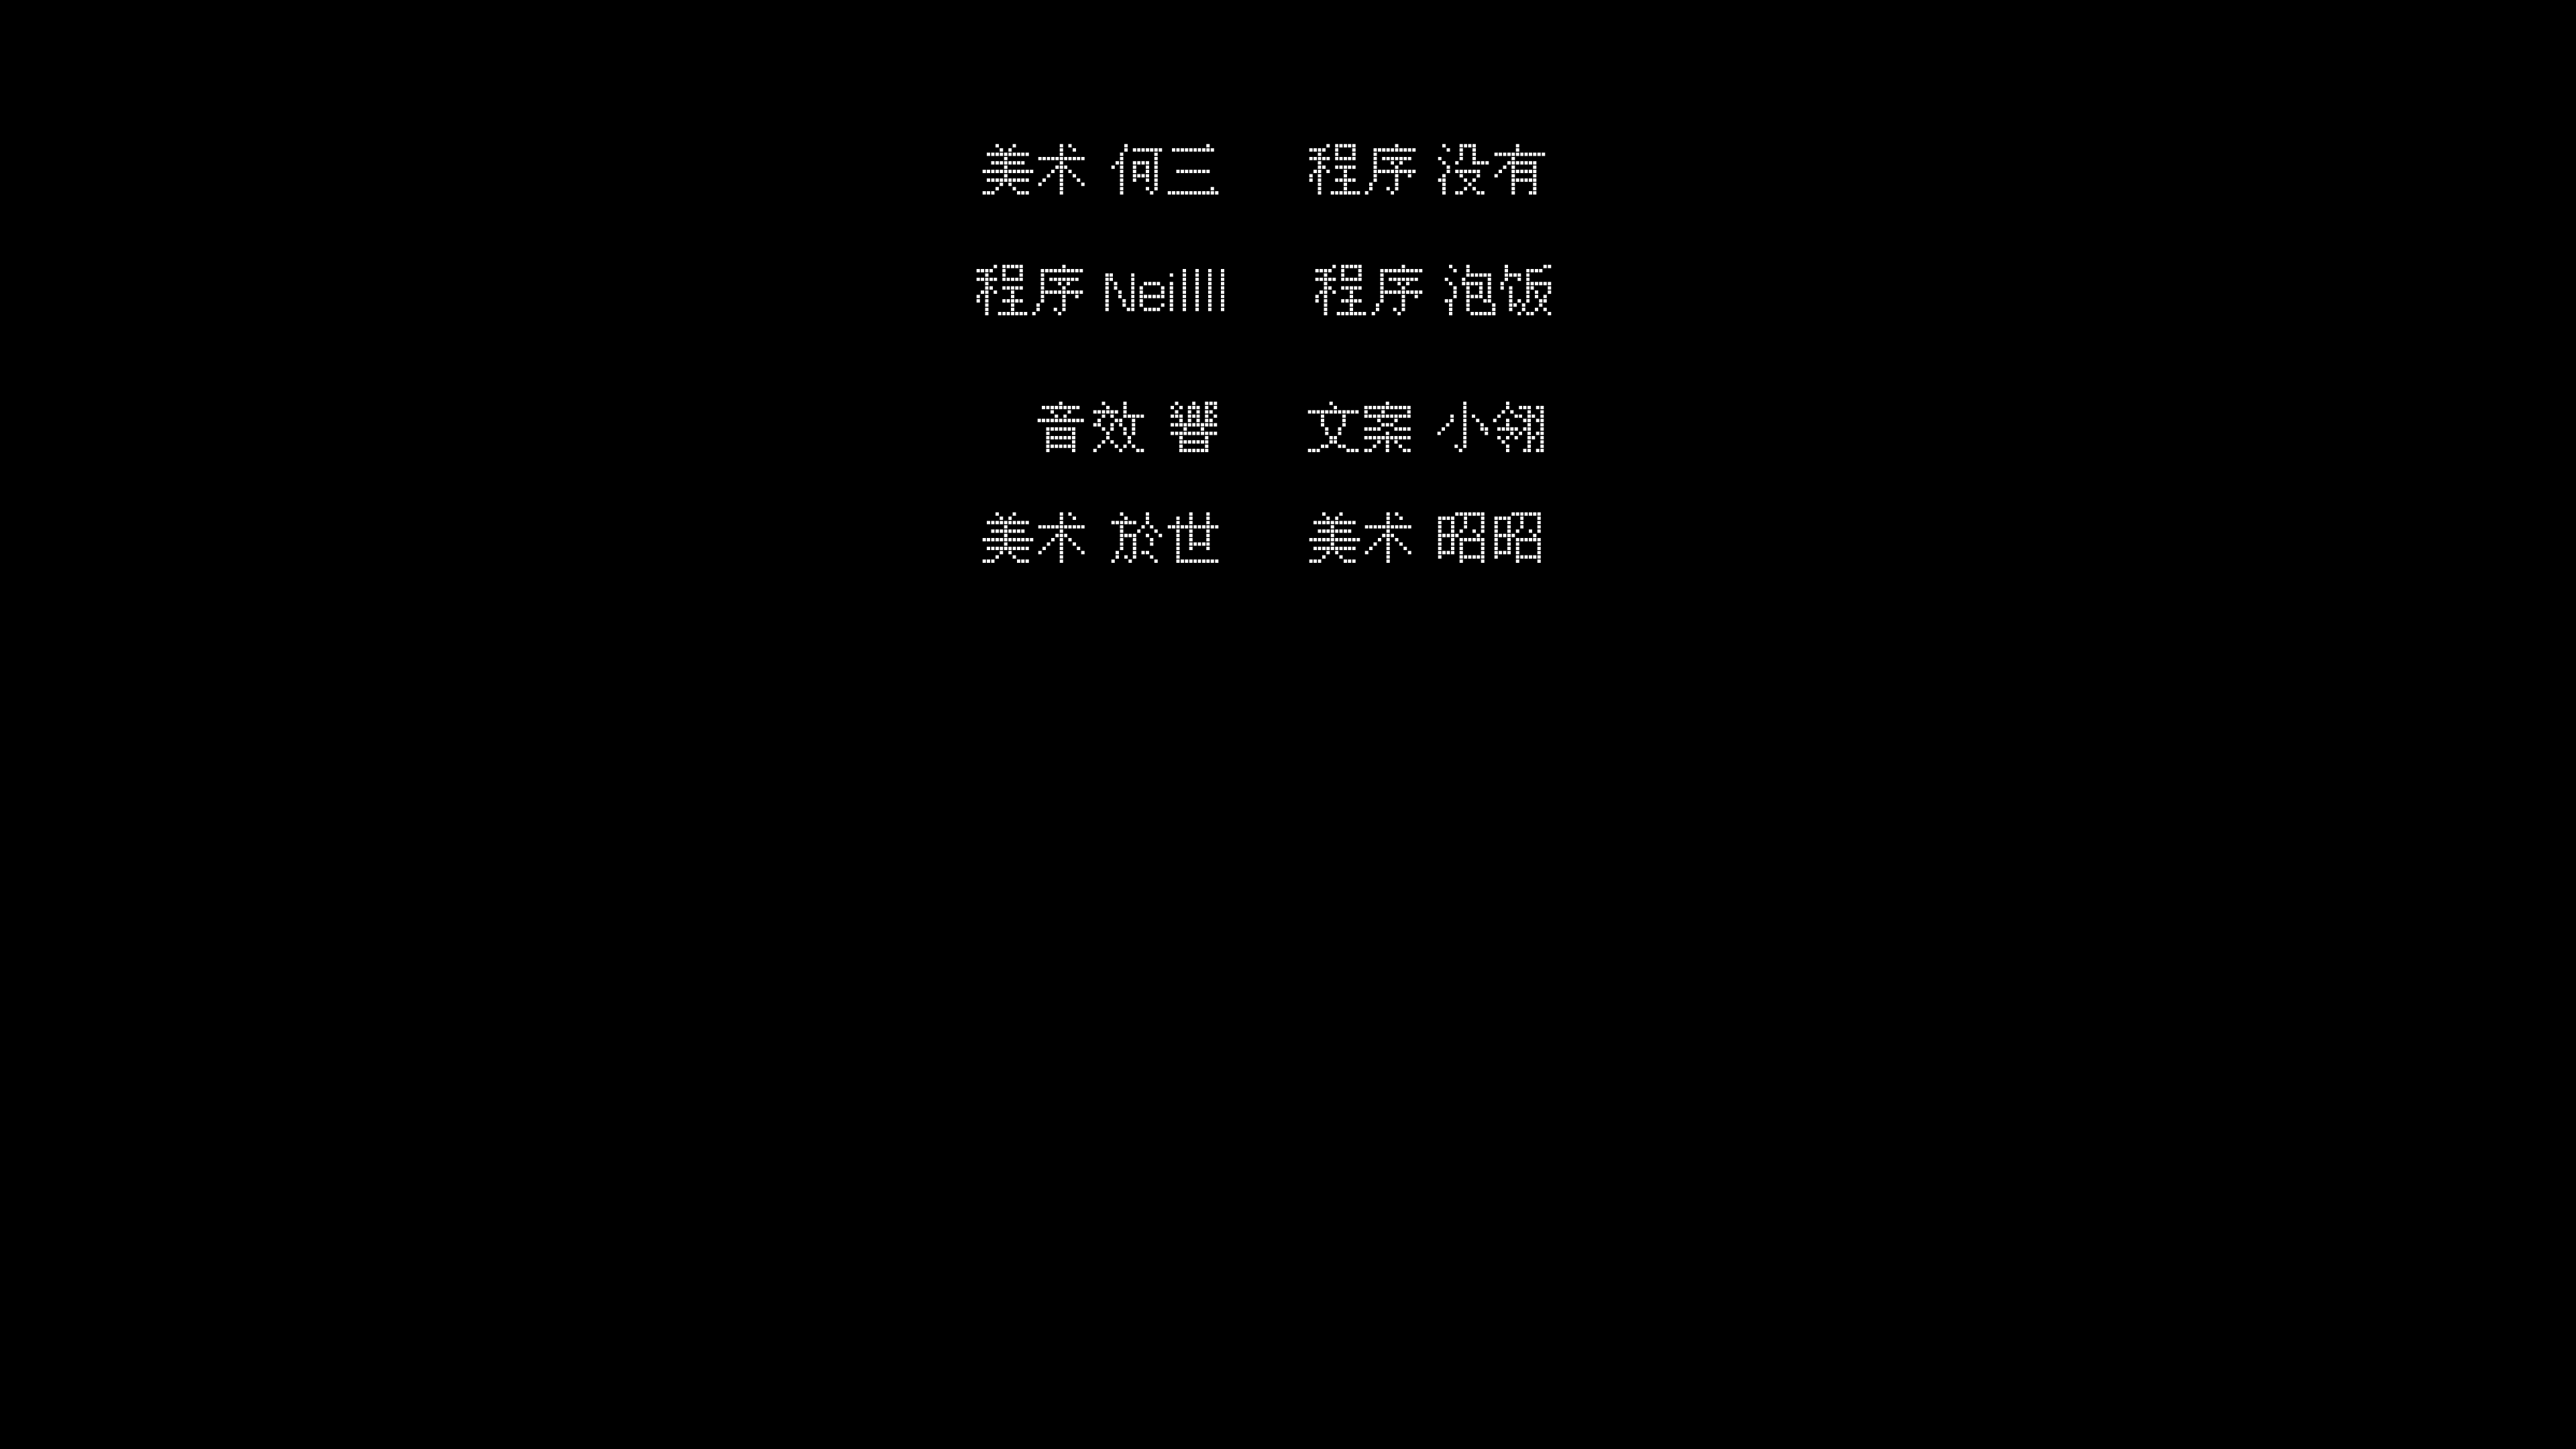 美术 何三 程序 没有
程序 Neillll 程序 泡饭
音效 響 文案 小翎
美术 於世 美术 昭昭